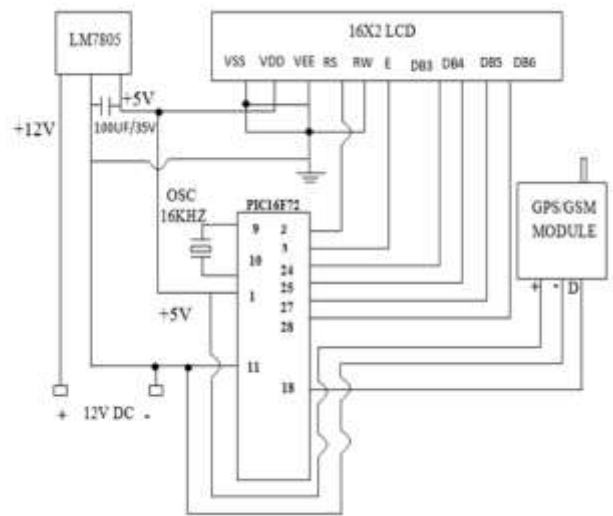 LM7805
16X2 LCD
VSS VDD VEE RS RW E DB3 DB4 DB5 DB6
+5V
100UF/35V
+12V
OSC
16KHZ
PIC16F72
9 2
3
10
24
25
1
27
28
+5V
11
18
GPS/GSM
MODULE
+ - D
+ 12V DC -